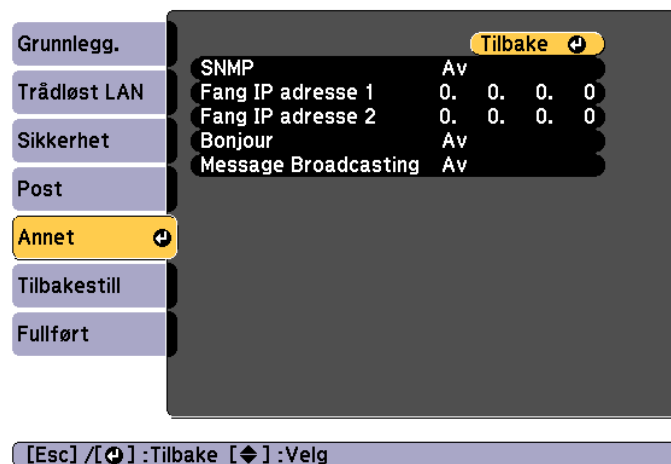 Grunnlegg.
Trådløst LAN
Sikkerhet
Post
Annet
Tilbakestill
Fullført
Tilbake
SNMP Av
Fang IP adresse 1 0. 0. 0. 0
Fang IP adresse 2 0. 0. 0. 0
Bonjour Av
Message Broadcasting Av
[Esc] /[⏎] :Tilbake [◆] :Velg